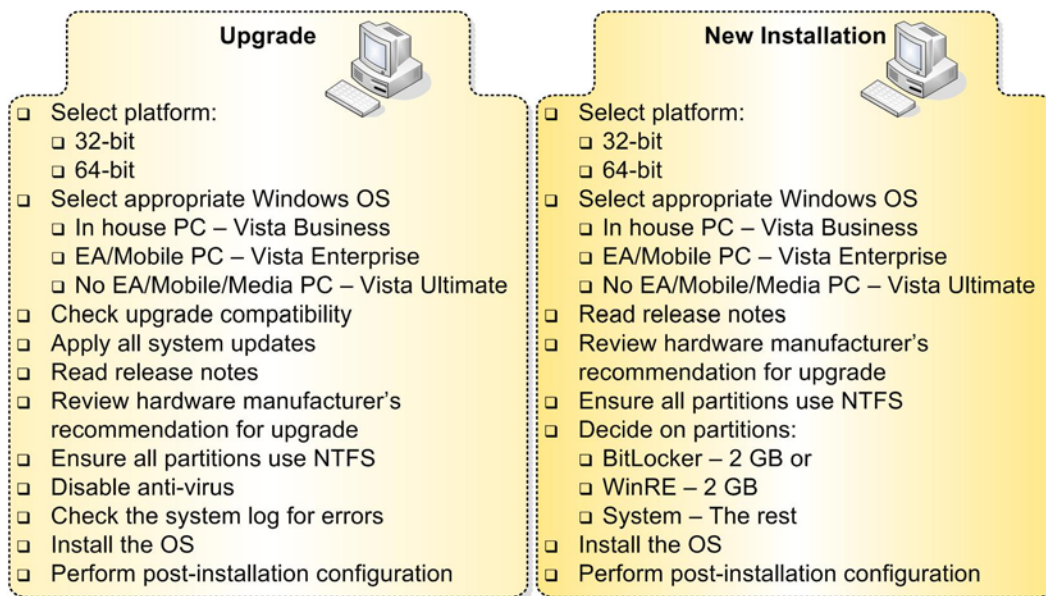 Upgrade
❑ Select platform:
❑ 32-bit
❑ 64-bit
❑ Select appropriate Windows OS
❑ In house PC – Vista Business
❑ EA/Mobile PC – Vista Enterprise
❑ No EA/Mobile/Media PC – Vista Ultimate
❑ Check upgrade compatibility
❑ Apply all system updates
❑ Read release notes
❑ Review hardware manufacturer's
recommendation for upgrade
❑ Ensure all partitions use NTFS
❑ Disable anti-virus
❑ Check the system log for errors
❑ Install the OS
❑ Perform post-installation configuration
New Installation
❑ Select platform:
❑ 32-bit
❑ 64-bit
❑ Select appropriate Windows OS
❑ In house PC – Vista Business
❑ EA/Mobile PC – Vista Enterprise
❑ No EA/Mobile/Media PC – Vista Ultimate
❑ Read release notes
❑ Review hardware manufacturer's
recommendation for upgrade
❑ Ensure all partitions use NTFS
❑ Decide on partitions:
❑ BitLocker – 2 GB or
❑ WinRE – 2 GB
❑ System – The rest
❑ Install the OS
❑ Perform post-installation configuration